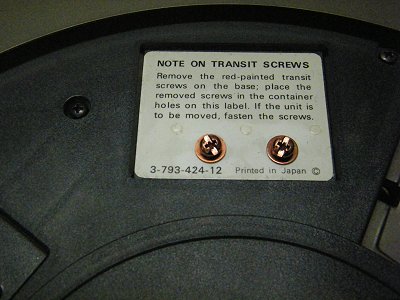 NOTE ON TRANSIT SCREWS
Remove the red-painted transit
screws on the base; place the
removed screws in the container
holes on this label. If the unit is
to be moved, fasten the screws.
3-793-424-12 Printed in Japan ©